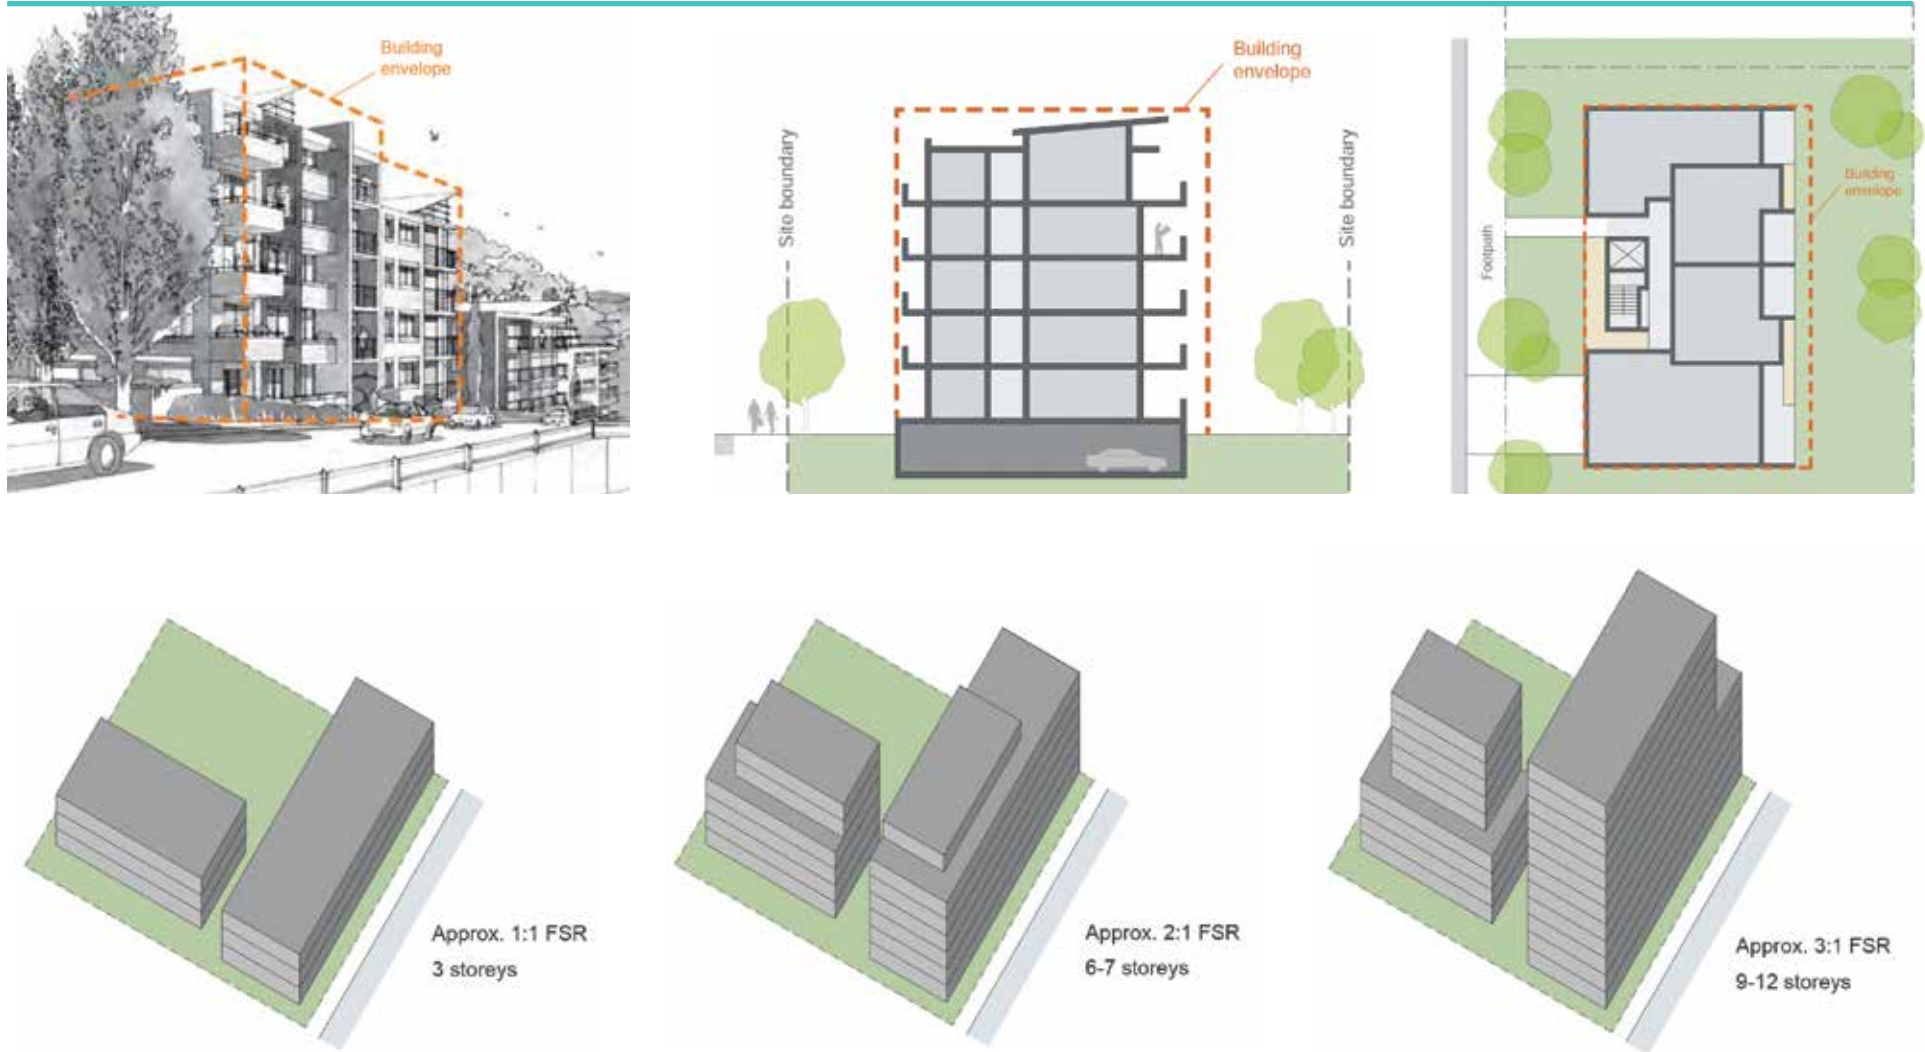 Building
envelope
Building
envelope
Site boundary
Site boundary
Footpath
Building
envelope
Approx. 1:1 FSR
3 storeys
Approx. 2:1 FSR
6-7 storeys
Approx. 3:1 FSR
9-12 storeys